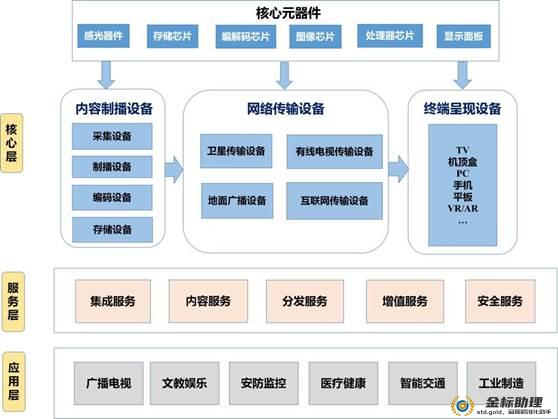 核心元器件
感光器件 存储芯片 编解码芯片 图像芯片 处理器芯片 显示面板
核心层
内容制播设备 网络传输设备 终端呈现设备
采集设备
制播设备
编码设备
存储设备
卫星传输设备 有线电视传输设备
地面广播设备 互联网传输设备
TV
机顶盒
PC
手机
平板
VR/AR
…
服务层
集成服务 内容服务 分发服务 增值服务 安全服务
应用层
广播电视 文教娱乐 安防监控 医疗健康 智能交通 工业制造
金标助理
std.gold，品牌标准化助手